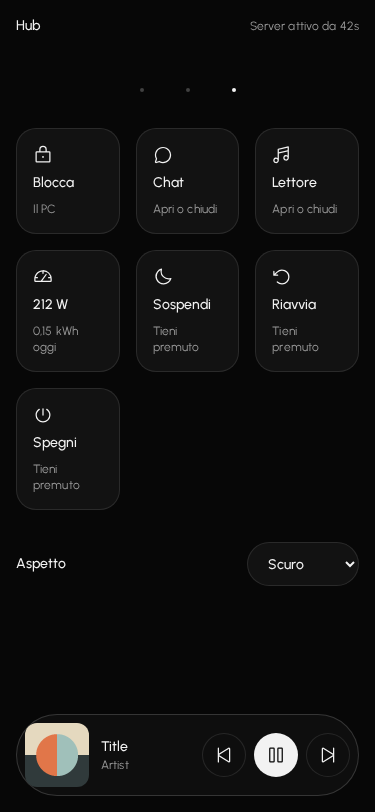 Hub
Server attivo da 42s
Blocca
Il PC
Chat
Apri o chiudi
Lettore
Apri o chiudi
212 W
0,15 kWh
oggi
Sospendi
Tieni
premuto
Riavvia
Tieni
premuto
Spegni
Tieni
premuto
Aspetto
Scuro
Title
Artist